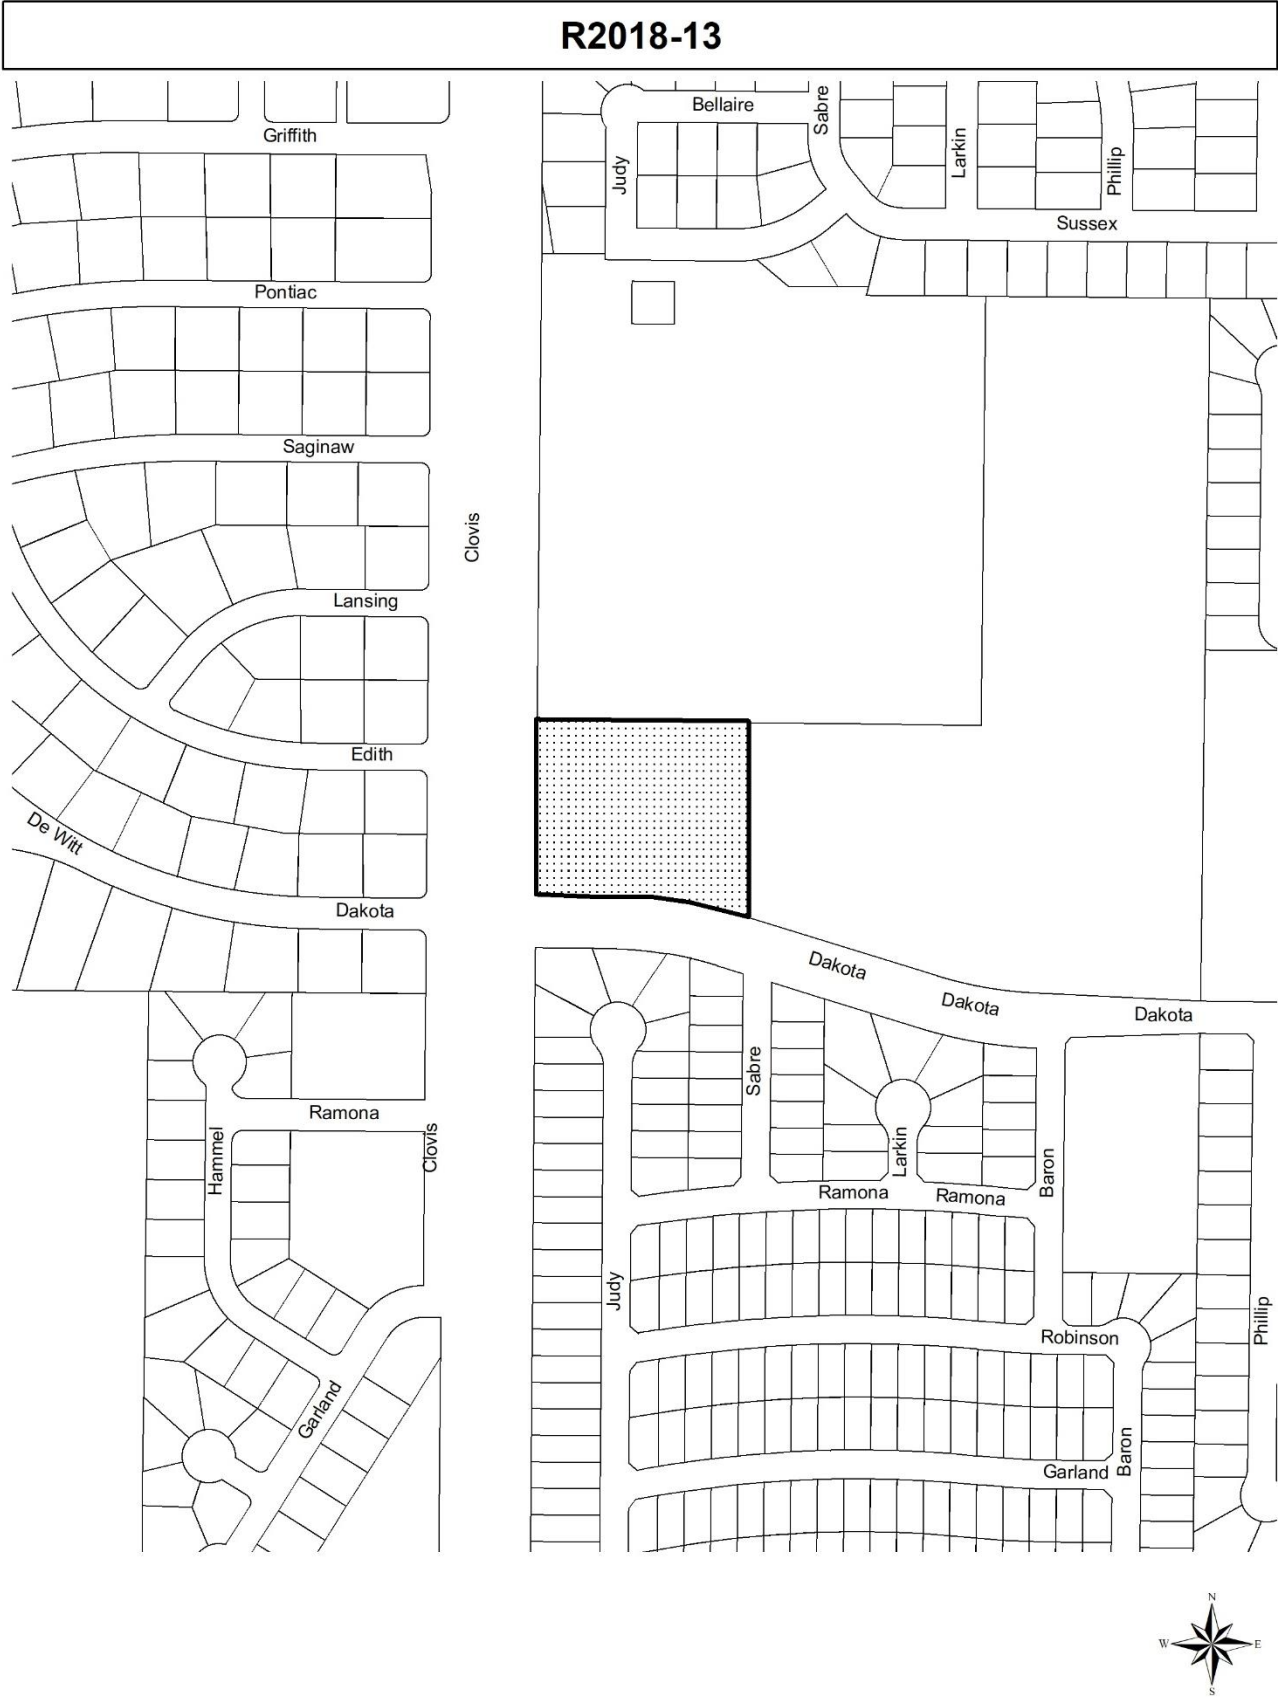 R2018-13
Bellaire
Sabre
Griffith
Larkin
Judy
Phillip
Sussex
Pontiac
Saginaw
Clovis
Lansing
Edith
De Witt
Dakota
Dakota
Dakota
Dakota
Sabre
Ramona
Clovis
Hammel
Larkin
Baron
Ramona
Ramona
Judy
Phillip
Robinson
Garland
Baron
Garland
N
W
E
S